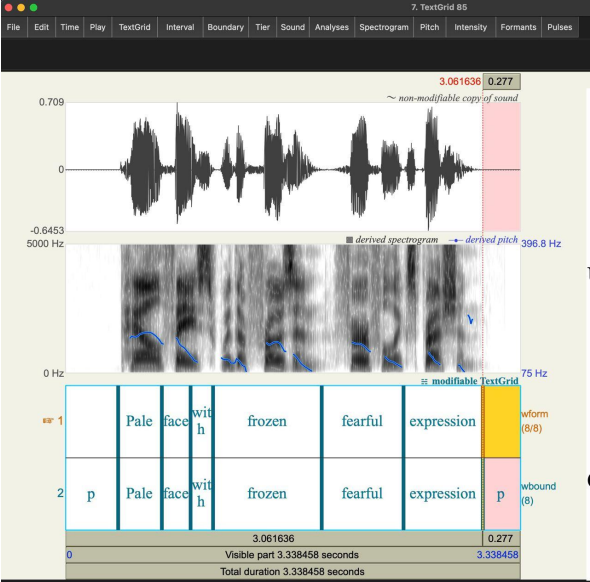 7. TextGrid 85
File Edit Time Play TextGrid Interval Boundary Tier Sound Analyses Spectrogram Pitch Intensity Formants Pulses
3.061636 0.277
~ non-modifiable copy of sound
0.709
0
-0.6453
5000 Hz derived spectrogram derived pitch 396.8 Hz
0 Hz 75 Hz
modifiable TextGrid
1 Pale face with frozen fearful expression wform (8/8)
2 p Pale face with frozen fearful expression p wbound (8)
3.061636 0.277
0 Visible part 3.338458 seconds 3.338458
Total duration 3.338458 seconds